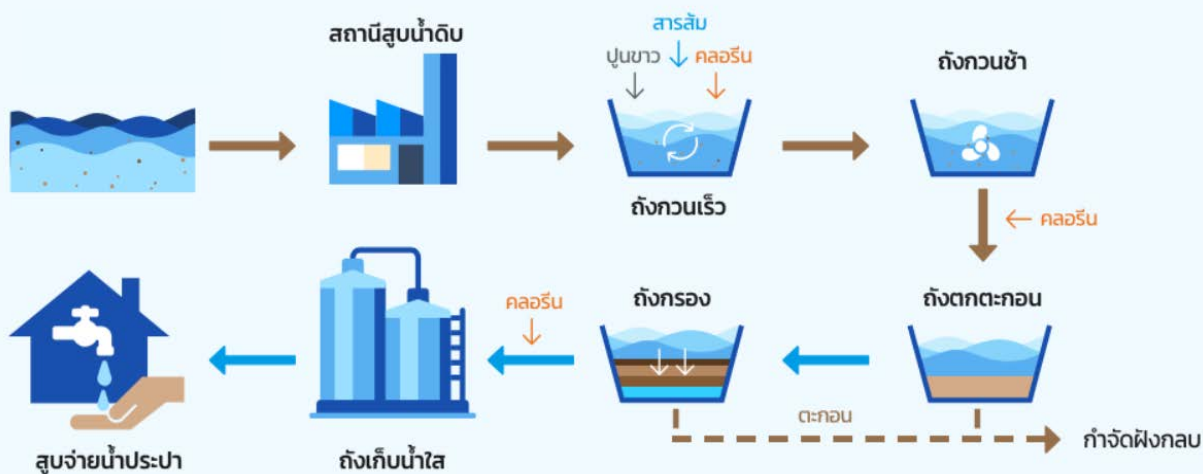 สถานีสูบน้ำดิบ
สารส้ม
ปูนขาว
คลอรีน
ถังกวนเร็ว
ถังกวนช้า
คลอรีน
ถังตกตะกอน
ถังกรอง
คลอรีน
ตะกอน
กำจัดฝังกลบ
ถังเก็บน้ำใส
สูบจ่ายน้ำประปา